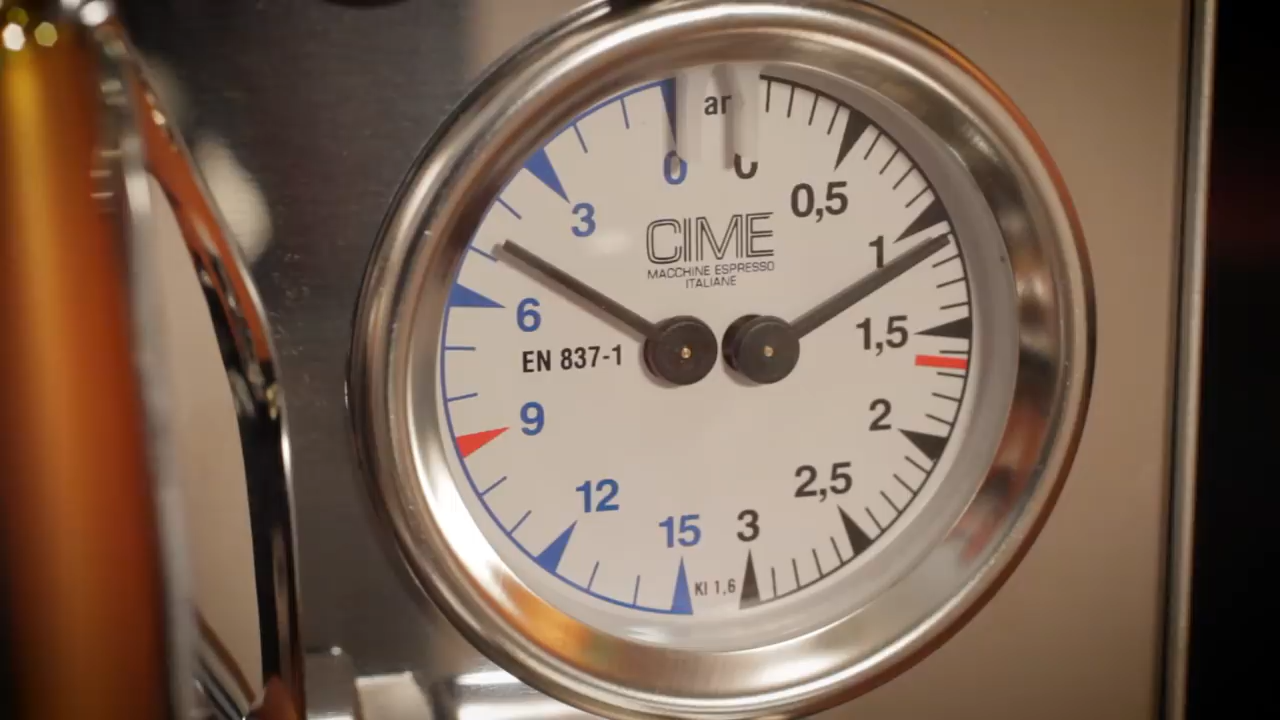 ar
0 0
3 0,5
CIME
MACCHINE ESPRESSO
ITALIANE
1
6 1,5
EN 837-1
9 2
12 2,5
15 3
KI 1,6